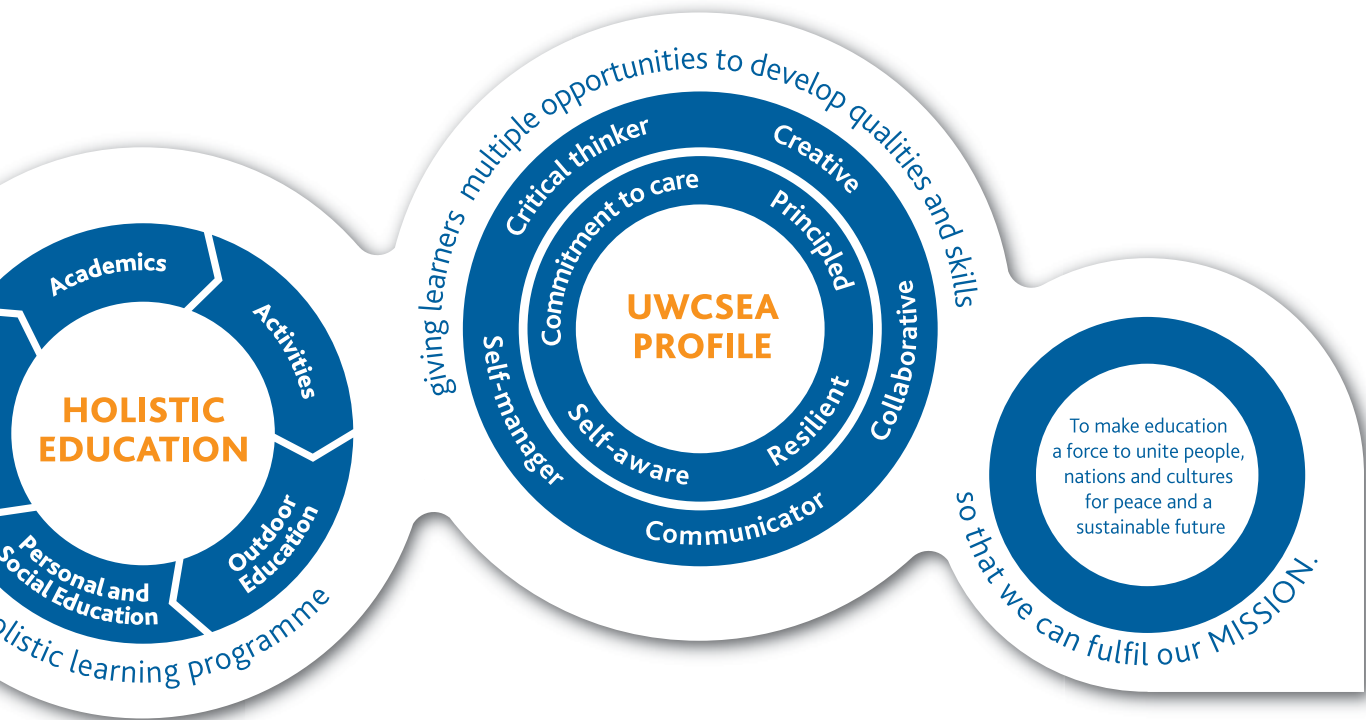 HOLISTIC
EDUCATION
Academics
Activities
Outdoor
Education
Personal and
Social Education
learning programme
giving learners multiple opportunities to develop qualities and skills
UWCSEA
PROFILE
Critical thinker
Creative
Collaborative
Communicator
Self-manager
Commitment to care
Principled
Resilient
Self-aware
To make education
a force to unite people,
nations and cultures
for peace and a
sustainable future
so that we can fulfil our MISSION.